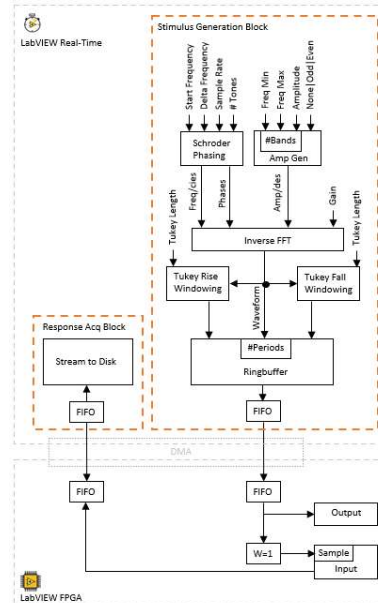 LabVIEW Real-Time
Stimulus Generation Block
Start Frequency
Delta Frequency
Sample Rate
# Tones
Freq Min
Freq Max
Amplitude
None|Odd|Even
Schroder
Phasing
#Bands
Amp Gen
Tukey Length
Freq/cies
Phases
Amp/des
Gain
Tukey Length
Inverse FFT
Tukey Rise
Windowing
Waveform
Tukey Fall
Windowing
Response Acq Block
Stream to Disk
#Periods
Ringbuffer
FIFO
FIFO
DMA
FIFO
FIFO
Output
W=1
Sample
Input
LabVIEW FPGA